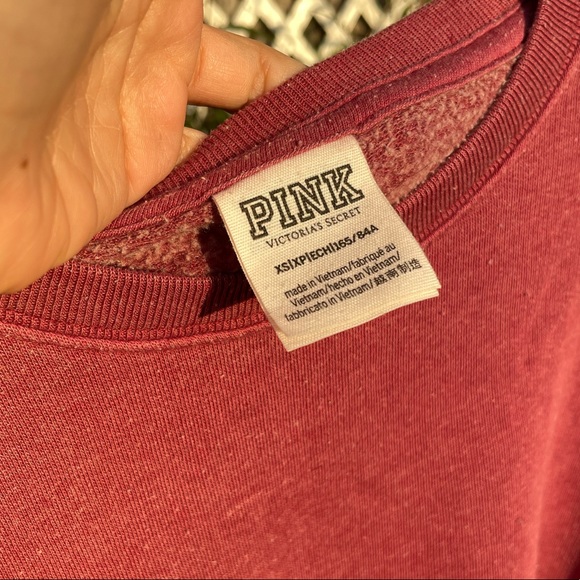 PINK
VICTORIA'S SECRET
XS|XP|ECH|165/84A
made in Vietnam/fabriqué au
Vietnam/hecho en Vietnam/
fabbricato in Vietnam/越南制造